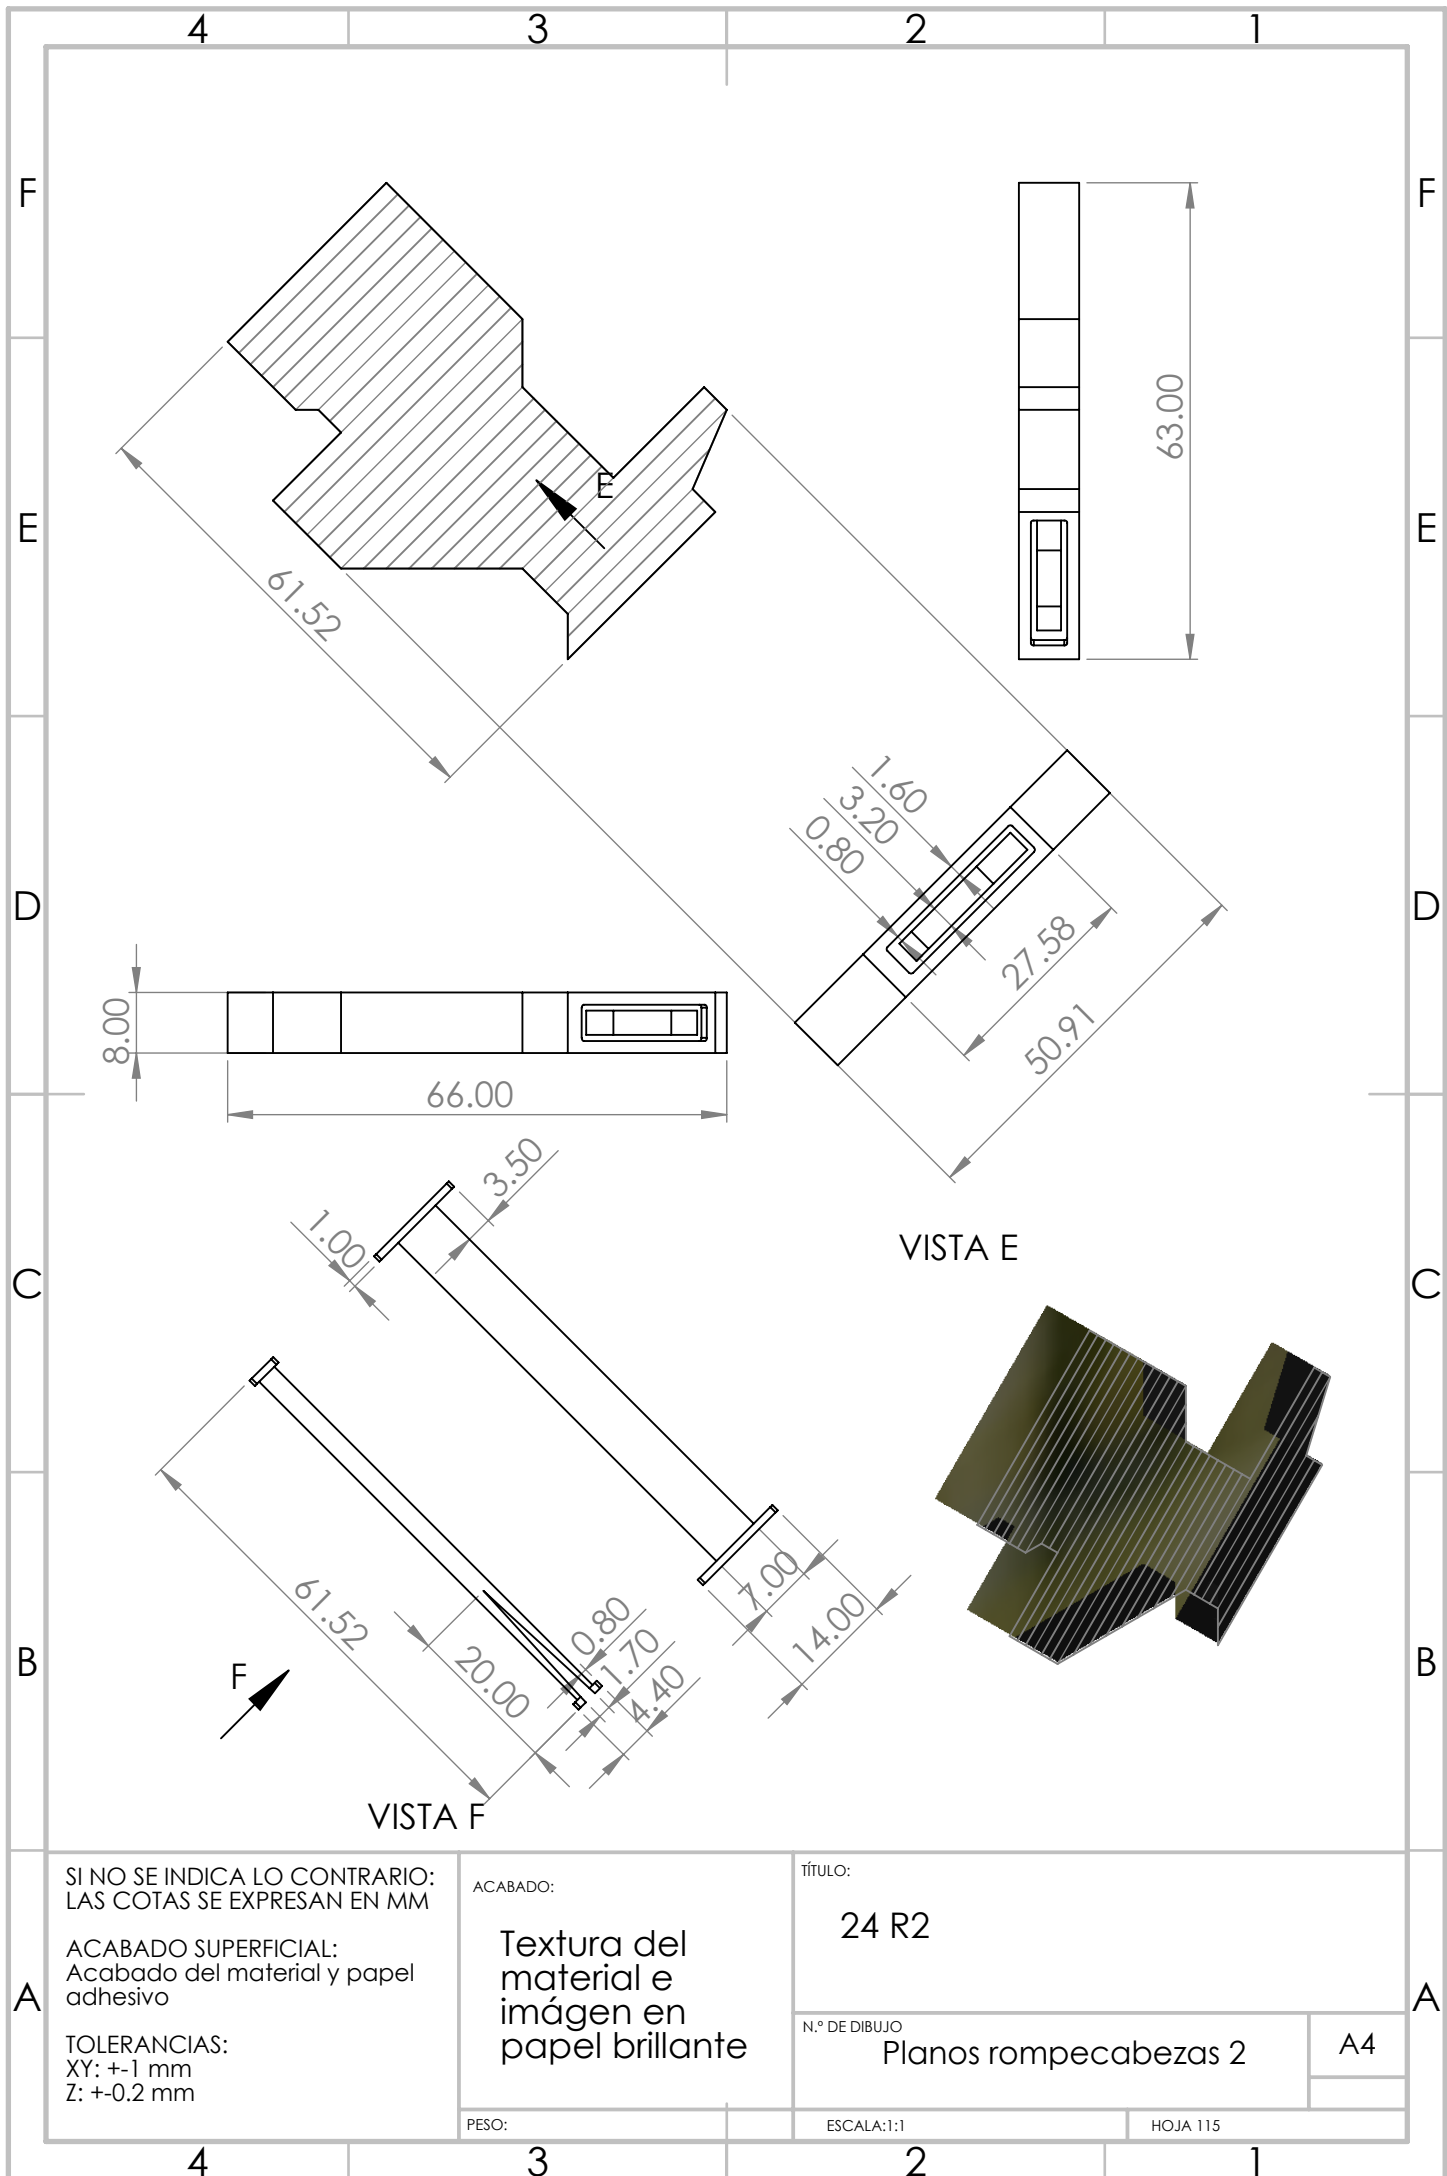 4
3
2
1
F
F
E
63.00
E
E
61.52
1.60
3.20
0.80
D
27.58
D
50.91
8.00
66.00
3.50
1.00
VISTA E
C
C
7.00
14.00
61.52
0.80
1.70
4.40
20.00
B
F
B
VISTA F
SI NO SE INDICA LO CONTRARIO:
LAS COTAS SE EXPRESAN EN MM
ACABADO SUPERFICIAL:
Acabado del material y papel
adhesivo
TOLERANCIAS:
XY: +-1 mm
Z: +-0.2 mm
ACABADO:
Textura del
material e
imágen en
papel brillante
PESO:
TÍTULO:
24 R2
N.º DE DIBUJO
Planos rompecabezas 2
A4
ESCALA:1:1
HOJA 115
A
A
4
3
2
1